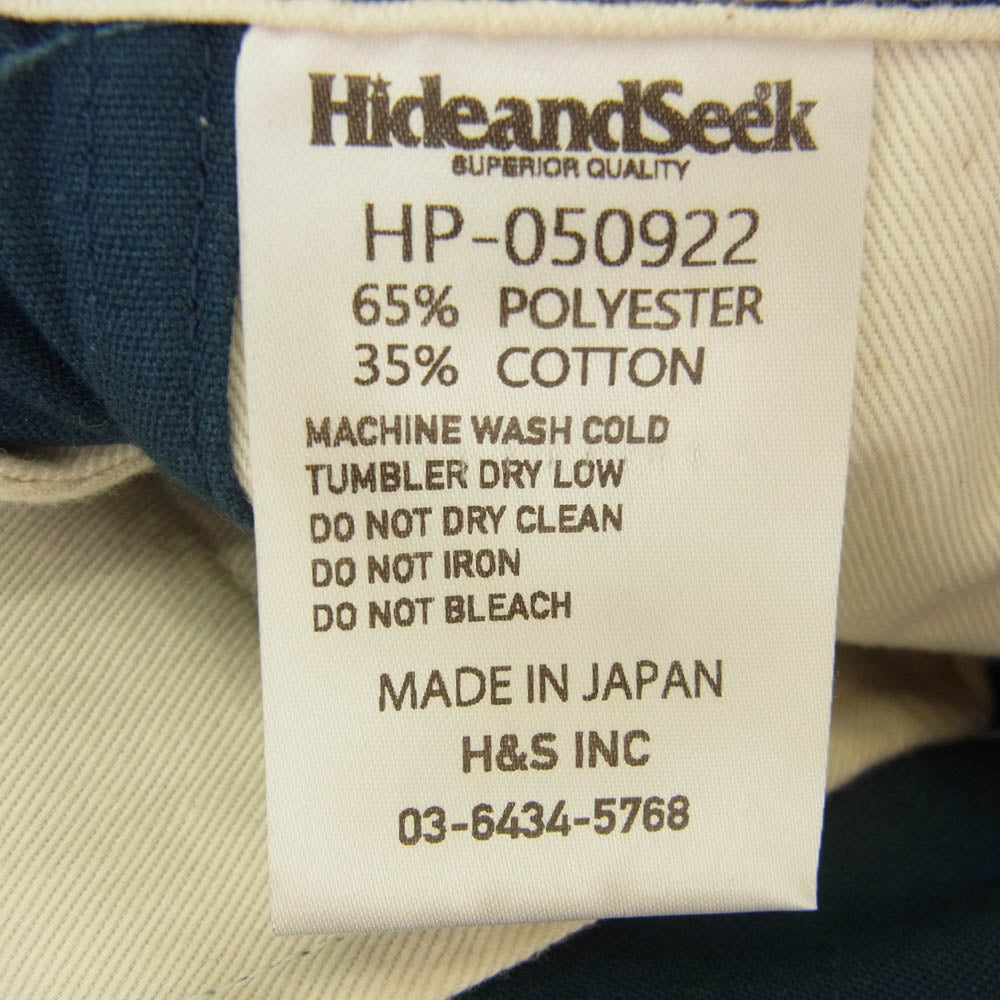 HideandSeek®
SUPERIOR QUALITY
HP-050922
65% POLYESTER
35% COTTON
MACHINE WASH COLD
TUMBLER DRY LOW
DO NOT DRY CLEAN
DO NOT IRON
DO NOT BLEACH
MADE IN JAPAN
H&S INC
03-6434-5768